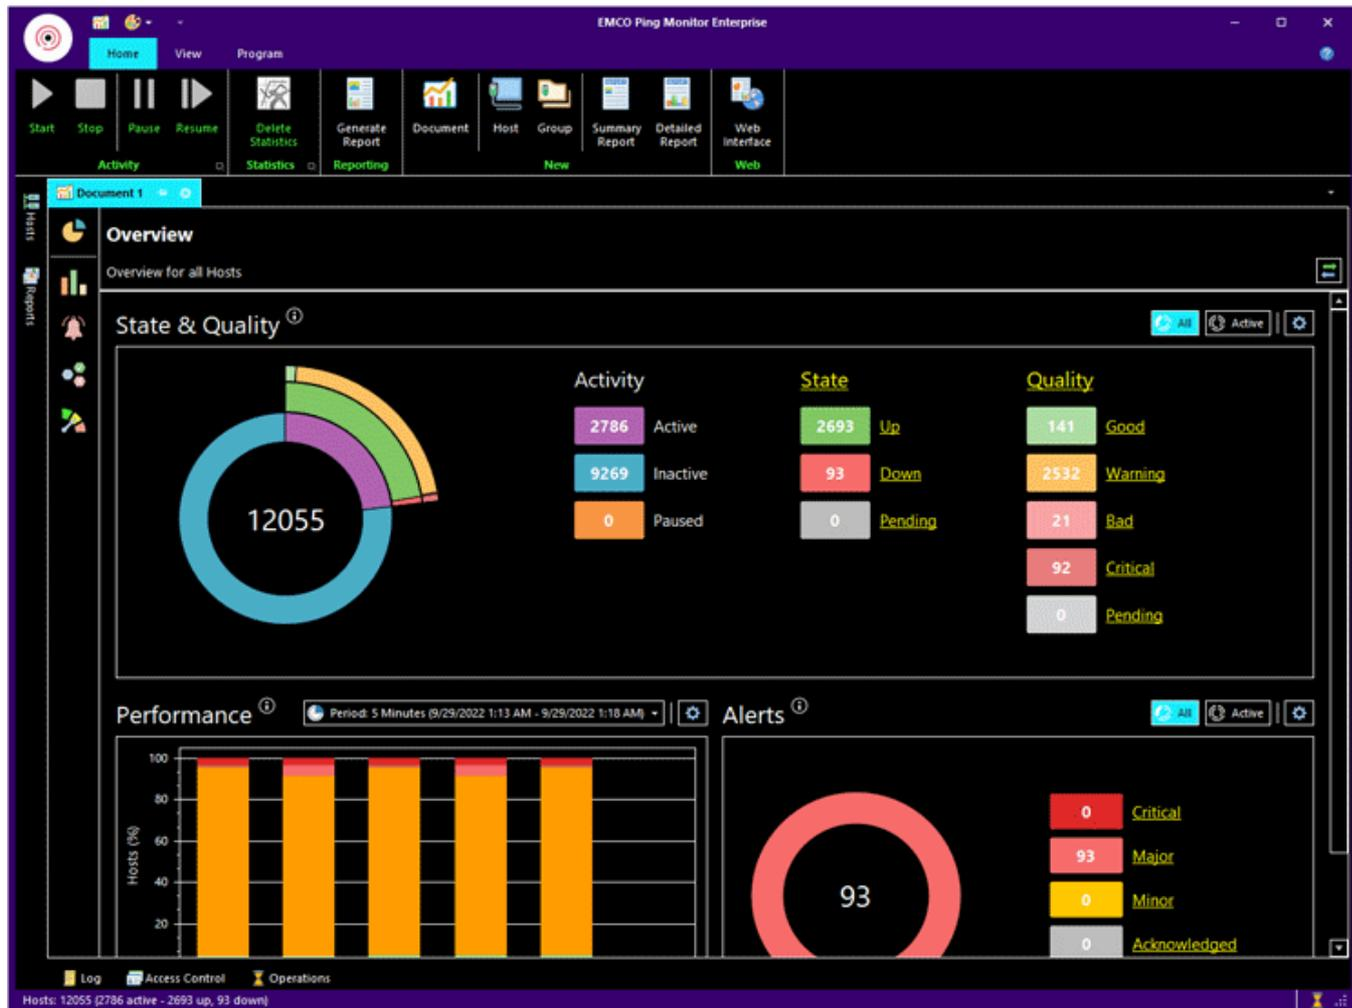 EMCO Ping Monitor Enterprise
Home View Program
Start Stop Pause Resume Delete Statistics Generate Report Document Host Group Summary Report Detailed Report Web Interface
Activity Statistics Reporting New Web
Document 1
Hosts
Reports
Overview
Overview for all Hosts
State & Quality
All Active
12055
Activity State Quality
2786 Active 2693 Up 141 Good
9269 Inactive 93 Down 2532 Warning
0 Paused 0 Pending 21 Bad
92 Critical
0 Pending
Performance Period: 5 Minutes (9/29/2022 1:13 AM - 9/29/2022 1:18 AM)
Alerts All Active
Hosts (%)
100
80
60
40
20
93
0 Critical
93 Major
0 Minor
0 Acknowledged
Log Access Control Operations
Hosts: 12055 (2786 active - 2693 up, 93 down)